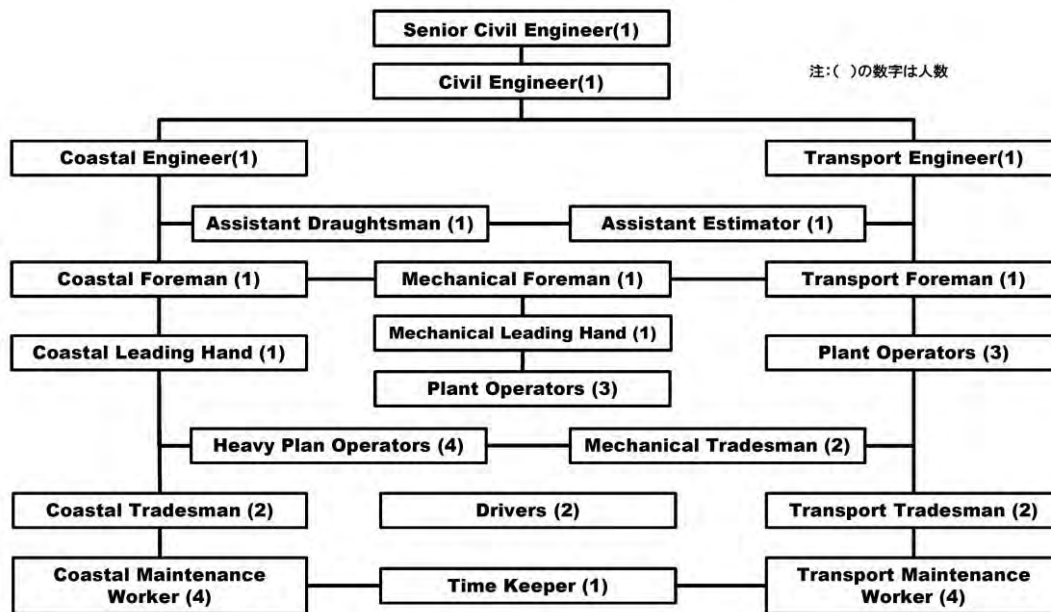 Senior Civil Engineer(1)
注:( )の数字は人数
Civil Engineer(1)
Coastal Engineer(1)
Transport Engineer(1)
Assistant Draughtsman (1)
Assistant Estimator (1)
Coastal Foreman (1)
Mechanical Foreman (1)
Transport Foreman (1)
Mechanical Leading Hand (1)
Coastal Leading Hand (1)
Plant Operators (3)
Plant Operators (3)
Heavy Plan Operators (4)
Mechanical Tradesman (2)
Coastal Tradesman (2)
Drivers (2)
Transport Tradesman (2)
Coastal Maintenance
Worker (4)
Time Keeper (1)
Transport Maintenance
Worker (4)